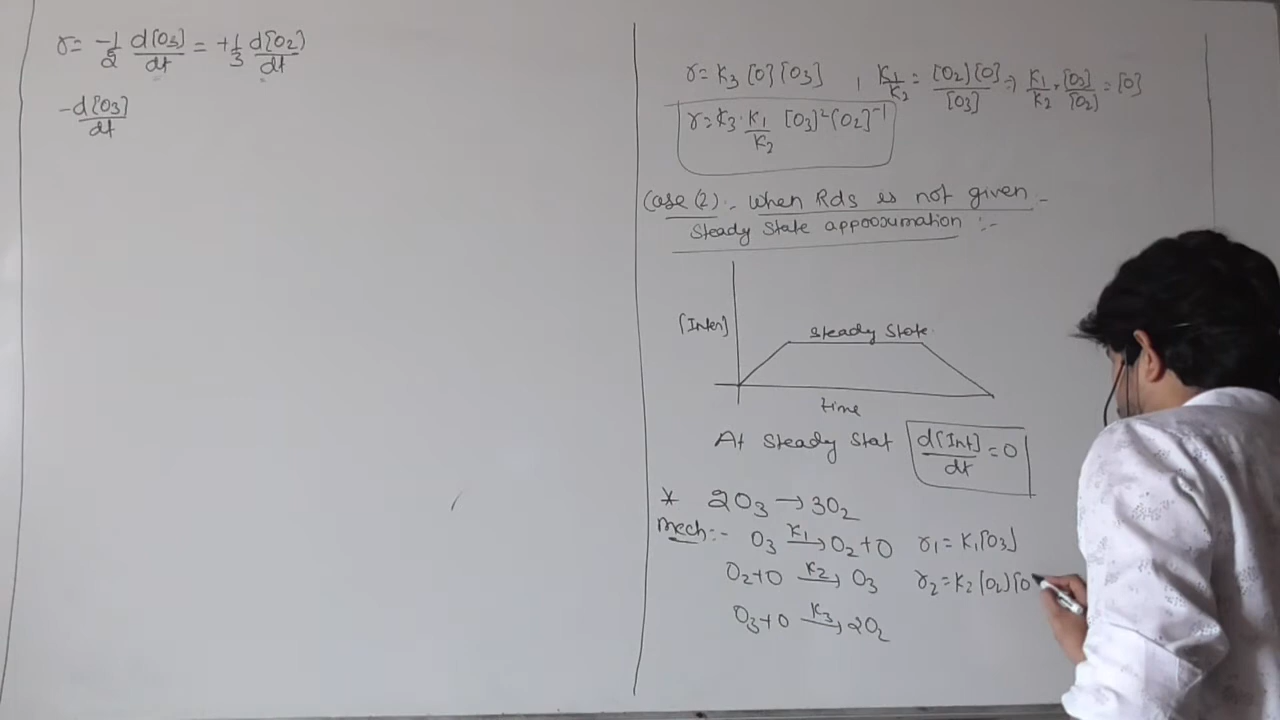 r = -1/2 d[O3]/dt = +1/3 d[O2]/dt
-d[O3]/dt
r = K3 [O] [O3] , K1/K2 = [O2][O]/[O3] ⇒ K1/K2 · [O3]/[O2] = [O]
r = K3 · K1/K2 [O3]² [O2]⁻¹
Case (2) :- When Rds is not given -
Steady State approximation :-
[Inter]
Steady State
time
At Steady Stat d[Int]/dt = 0
* 2O3 → 3O2
Mech :- O3 K1→ O2 + O r1 = K1[O3]
O2 + O K2→ O3 r2 = K2 [O2] [O
O3 + O K3→ 2O2